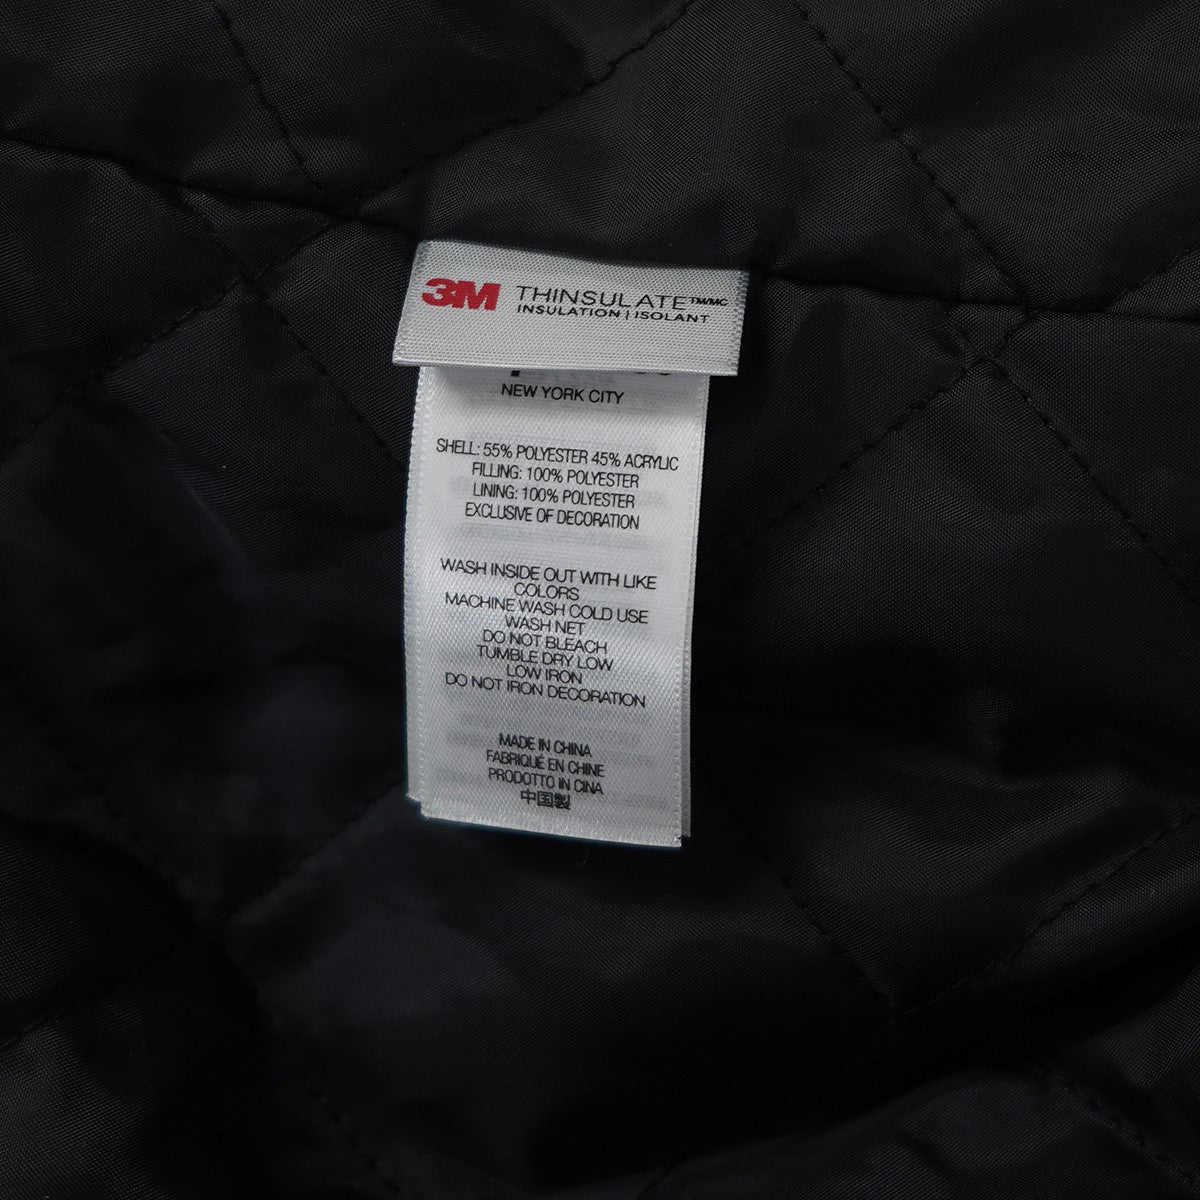 3M THINSULATE™/MC
INSULATION | ISOLANT
NEW YORK CITY
SHELL: 55% POLYESTER 45% ACRYLIC
FILLING: 100% POLYESTER
LINING: 100% POLYESTER
EXCLUSIVE OF DECORATION
WASH INSIDE OUT WITH LIKE
COLORS
MACHINE WASH COLD USE
WASH NET
DO NOT BLEACH
TUMBLE DRY LOW
LOW IRON
DO NOT IRON DECORATION
MADE IN CHINA
FABRIQUÉ EN CHINE
PRODOTTO IN CINA
中国製